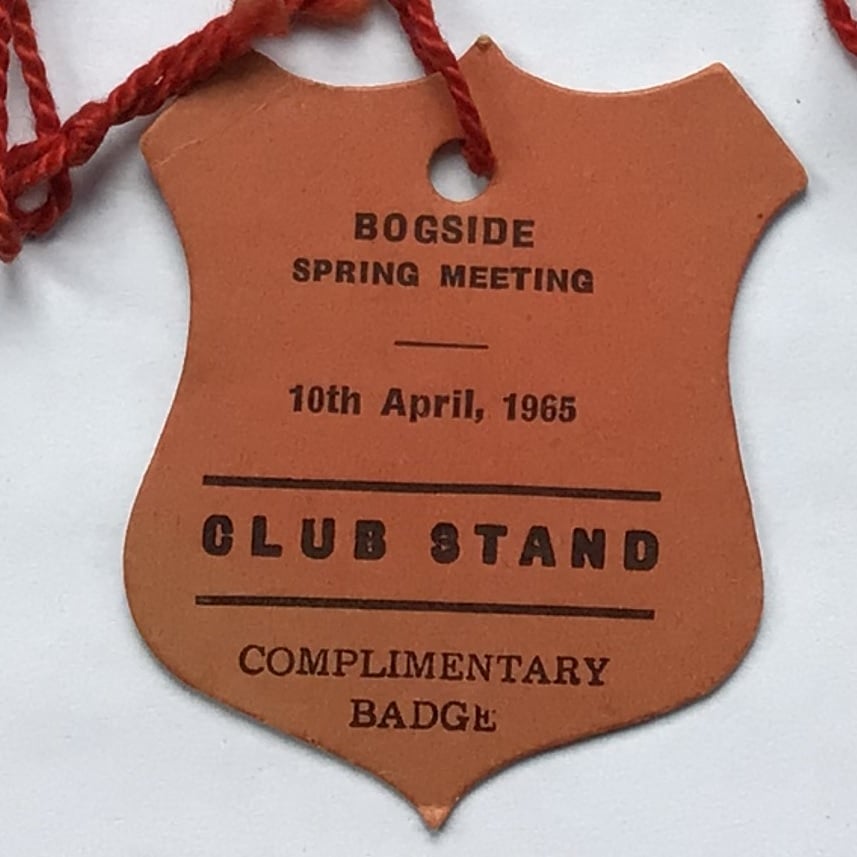 BOGSIDE
SPRING MEETING
10th April, 1965
CLUB STAND
COMPLIMENTARY
BADGE